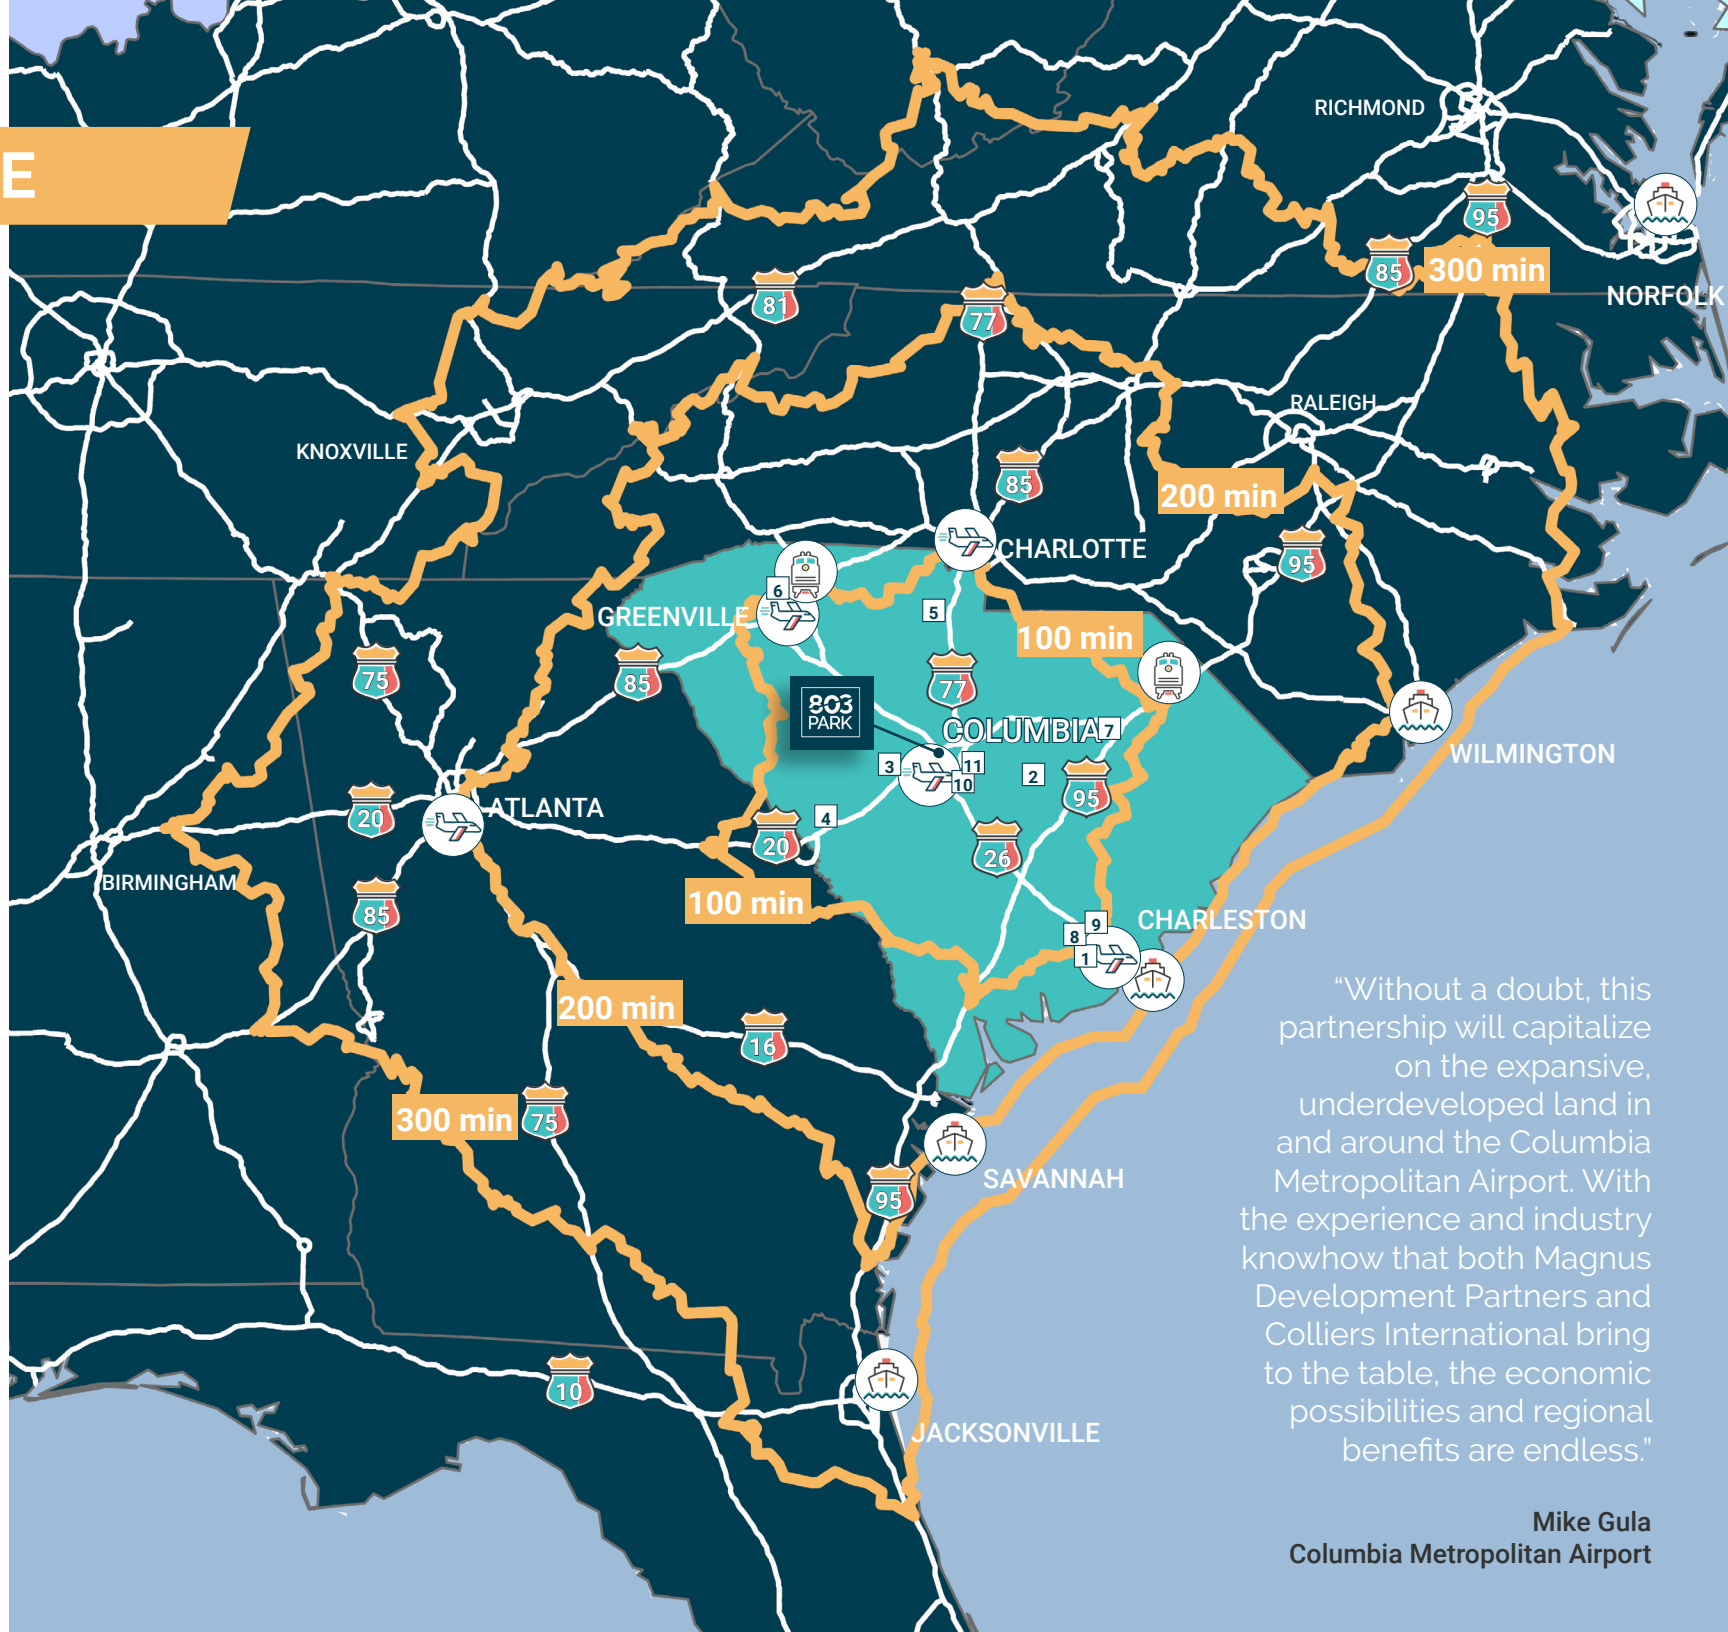 E
RICHMOND
95
85
300 min
NORFOLK
81
77
RALEIGH
KNOXVILLE
85
200 min
95
CHARLOTTE
6
GREENVILLE
5
100 min
75
85
77
803
PARK
COLUMBIA
7
WILMINGTON
3
11
10
2
95
20
ATLANTA
4
20
26
BIRMINGHAM
85
100 min
CHARLESTON
9
8
1
200 min
16
300 min
75
SAVANNAH
95
10
JACKSONVILLE
“Without a doubt, this
partnership will capitalize
on the expansive,
underdeveloped land in
and around the Columbia
Metropolitan Airport. With
the experience and industry
knowhow that both Magnus
Development Partners and
Colliers International bring
to the table, the economic
possibilities and regional
benefits are endless.”
Mike Gula
Columbia Metropolitan Airport